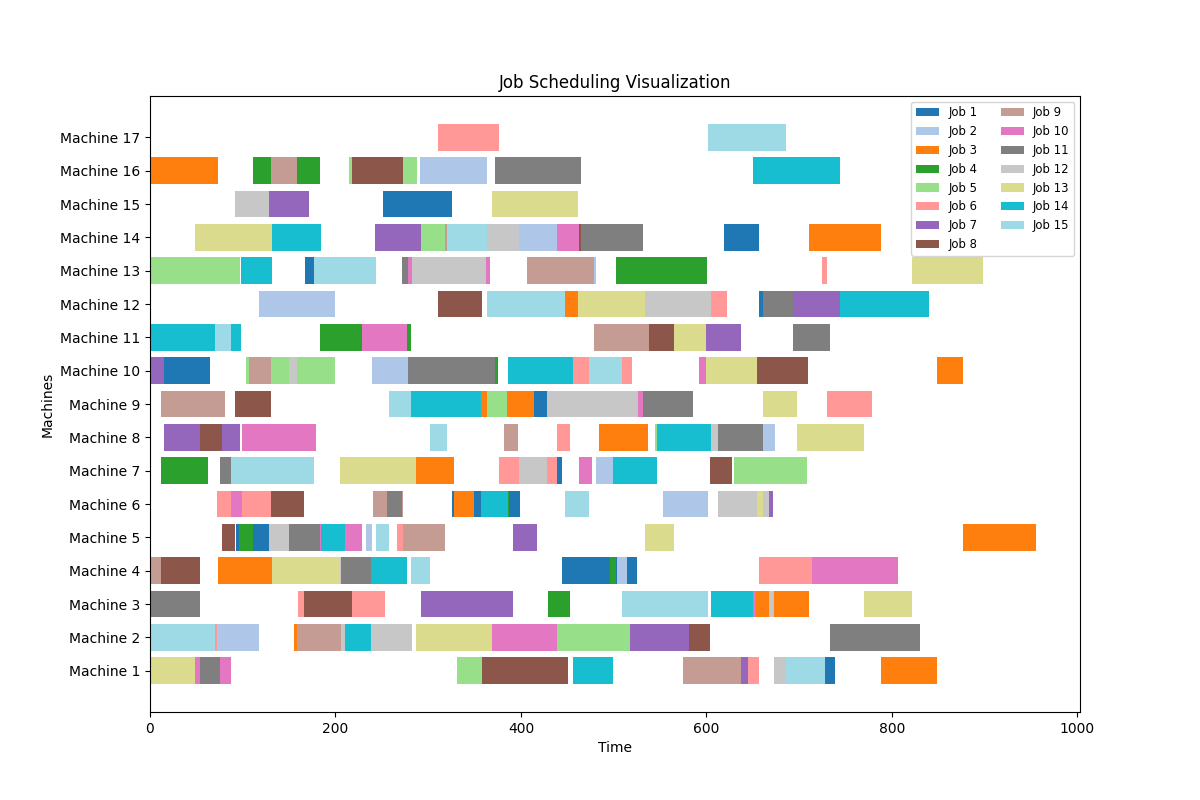 Job Scheduling Visualization
Machine 17
Machine 16
Machine 15
Machine 14
Machine 13
Machine 12
Machine 11
Machine 10
Machine 9
Machine 8
Machine 7
Machine 6
Machine 5
Machine 4
Machine 3
Machine 2
Machine 1
Machines
0
200
400
600
800
1000
Time
Job 1
Job 2
Job 3
Job 4
Job 5
Job 6
Job 7
Job 8
Job 9
Job 10
Job 11
Job 12
Job 13
Job 14
Job 15